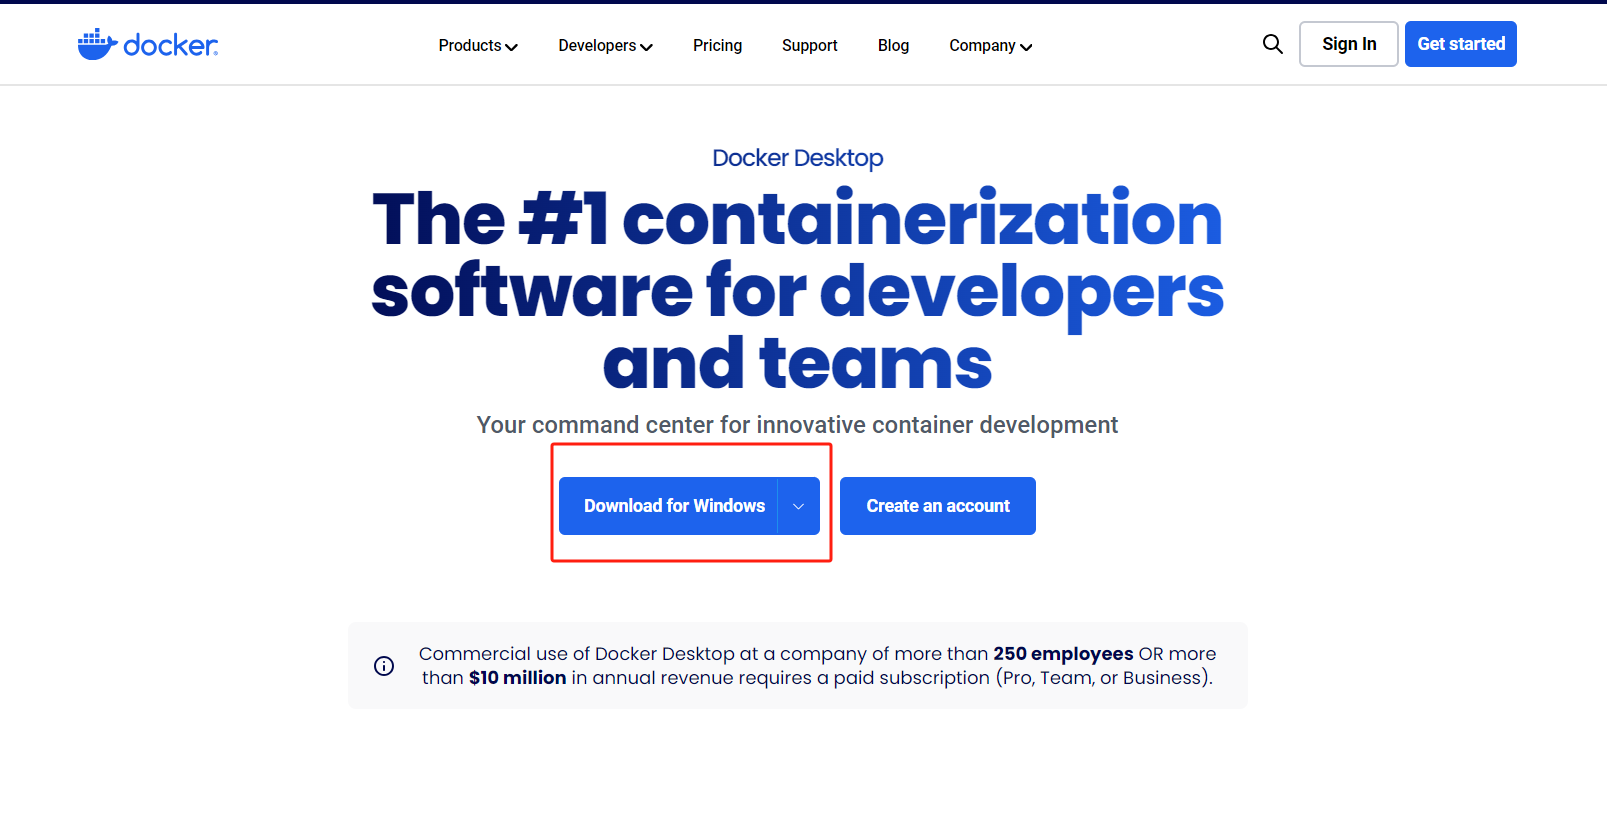 docker
Products
Developers
Pricing
Support
Blog
Company
Sign In
Get started
Docker Desktop
The #1 containerization
software for developers
and teams
Your command center for innovative container development
Download for Windows
Create an account
Commercial use of Docker Desktop at a company of more than 250 employees OR more
than $10 million in annual revenue requires a paid subscription (Pro, Team, or Business).